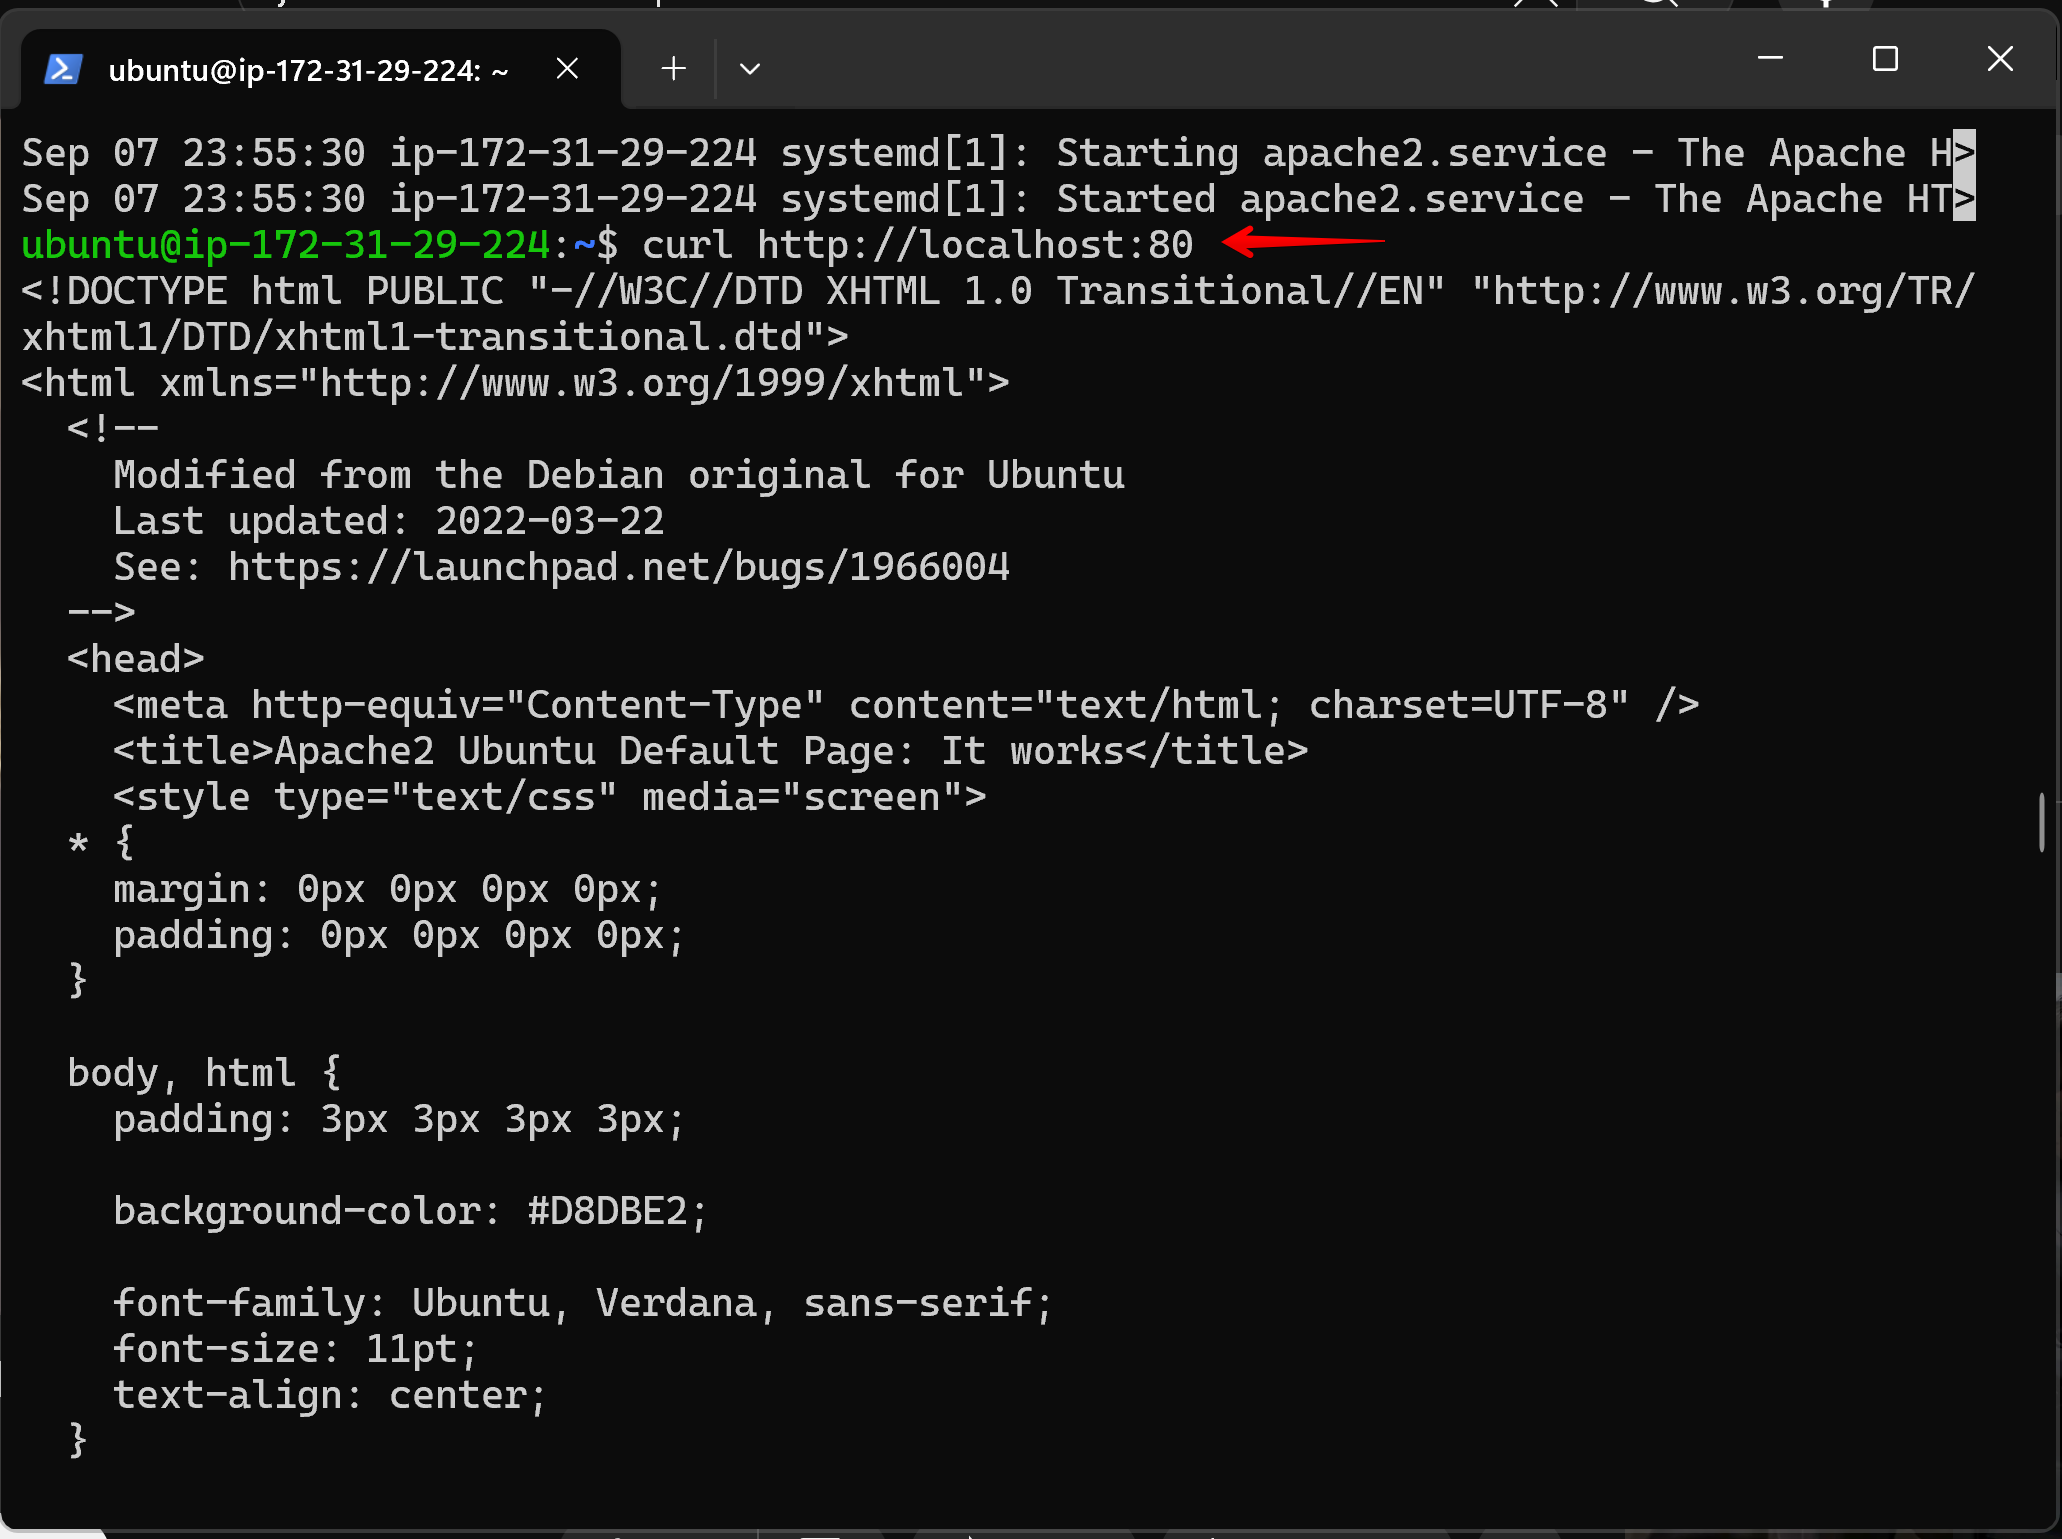 ubuntu@ip-172-31-29-224: ~
Sep 07 23:55:30 ip-172-31-29-224 systemd[1]: Starting apache2.service - The Apache H>
Sep 07 23:55:30 ip-172-31-29-224 systemd[1]: Started apache2.service - The Apache HT>
ubuntu@ip-172-31-29-224:~$ curl http://localhost:80
<!DOCTYPE html PUBLIC "-//W3C//DTD XHTML 1.0 Transitional//EN" "http://www.w3.org/TR/
xhtml1/DTD/xhtml1-transitional.dtd">
<html xmlns="http://www.w3.org/1999/xhtml">
  <!--
    Modified from the Debian original for Ubuntu
    Last updated: 2022-03-22
    See: https://launchpad.net/bugs/1966004
  -->
  <head>
    <meta http-equiv="Content-Type" content="text/html; charset=UTF-8" />
    <title>Apache2 Ubuntu Default Page: It works</title>
    <style type="text/css" media="screen">
  * {
    margin: 0px 0px 0px 0px;
    padding: 0px 0px 0px 0px;
  }
  body, html {
    padding: 3px 3px 3px 3px;
    background-color: #D8DBE2;
    font-family: Ubuntu, Verdana, sans-serif;
    font-size: 11pt;
    text-align: center;
  }